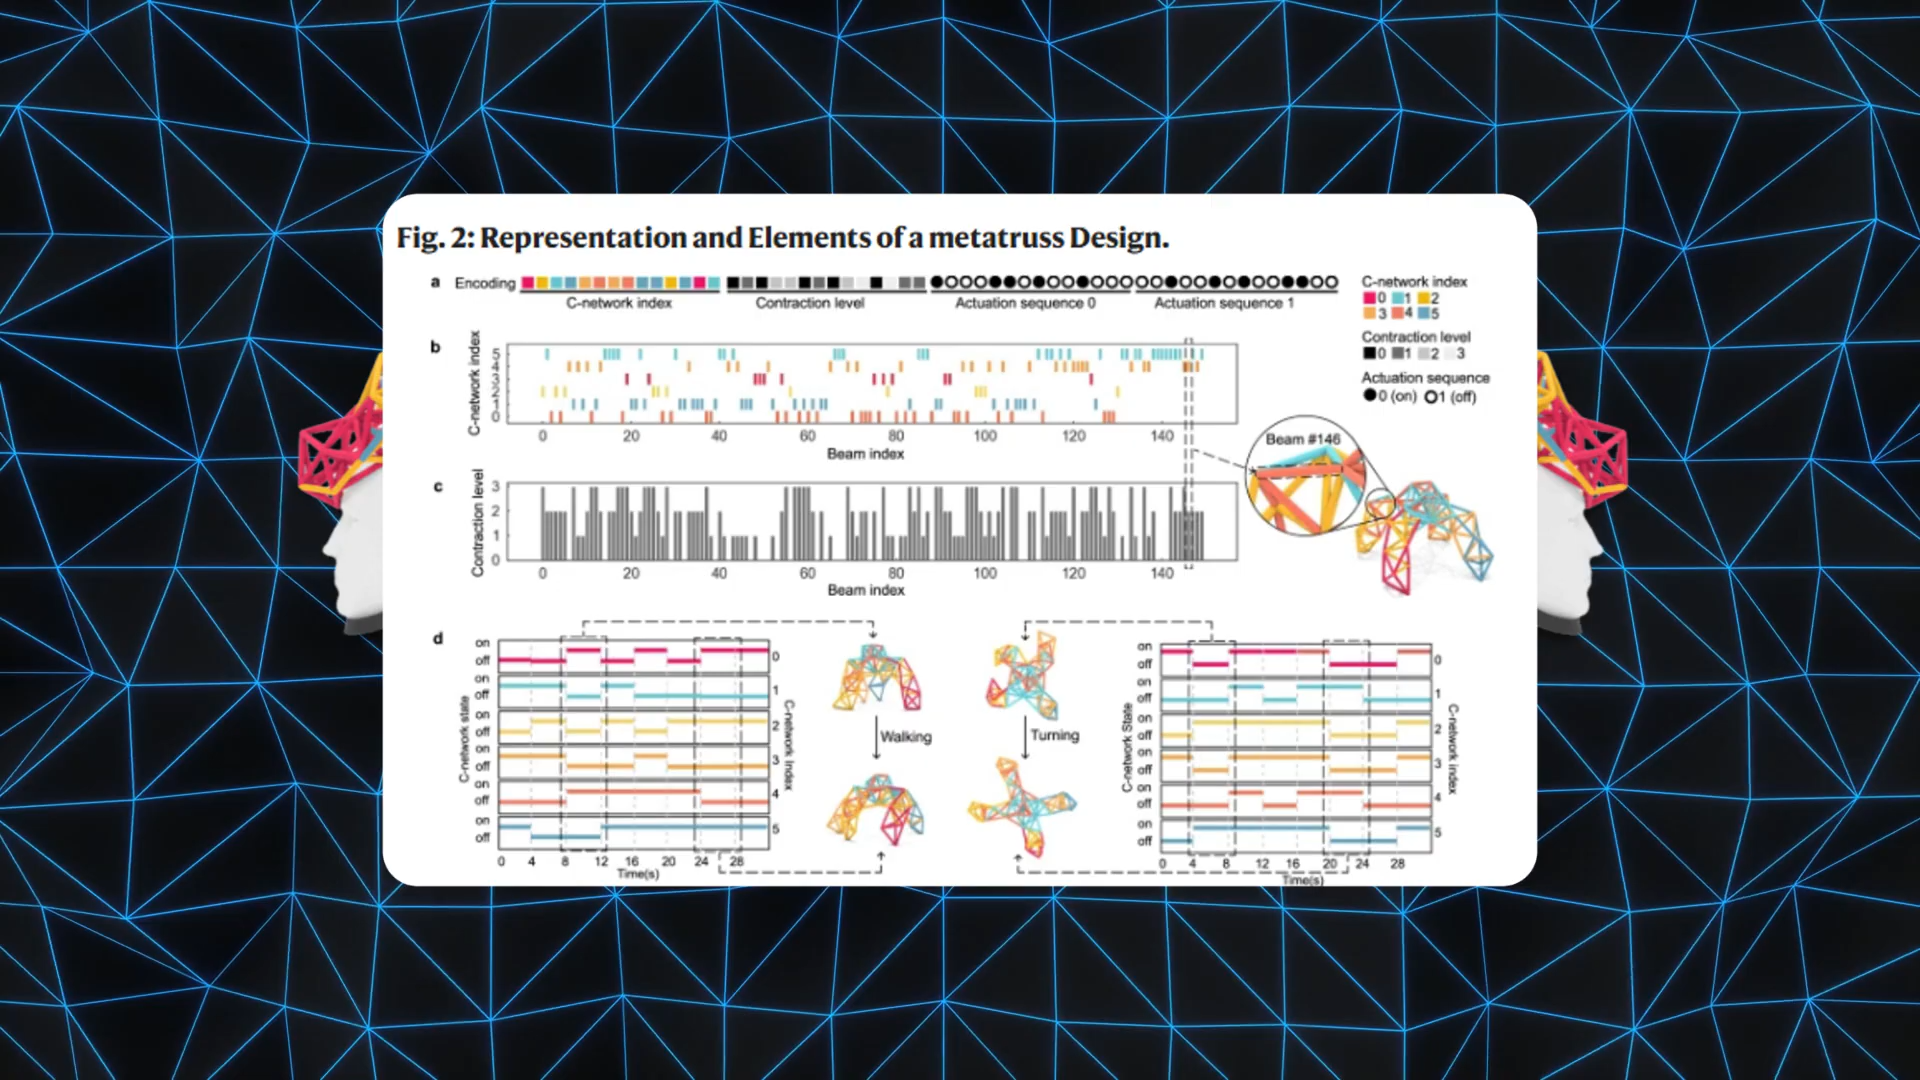 Fig. 2: Representation and Elements of a metatruss Design.
a Encoding
C-network index Contraction level Actuation sequence 0 Actuation sequence 1
C-network index
0 1 2
3 4 5
Contraction level
0 1 2 3
Actuation sequence
0 (on) 1 (off)
b
C-network index
5
4
3
2
1
0
0 20 40 60 80 100 120 140
Beam index
Beam #146
c
Contraction level
3
2
1
0
0 20 40 60 80 100 120 140
Beam index
d
C-network state
on
off
0
on
off
1
on
off
2
on
off
3
on
off
4
on
off
5
C-network Index
0 4 8 12 16 20 24 28
Time(s)
Walking
Turning
C-network State
on
off
0
on
off
1
on
off
2
on
off
3
on
off
4
on
off
5
C-network index
0 4 8 12 16 20 24 28
Time(s)